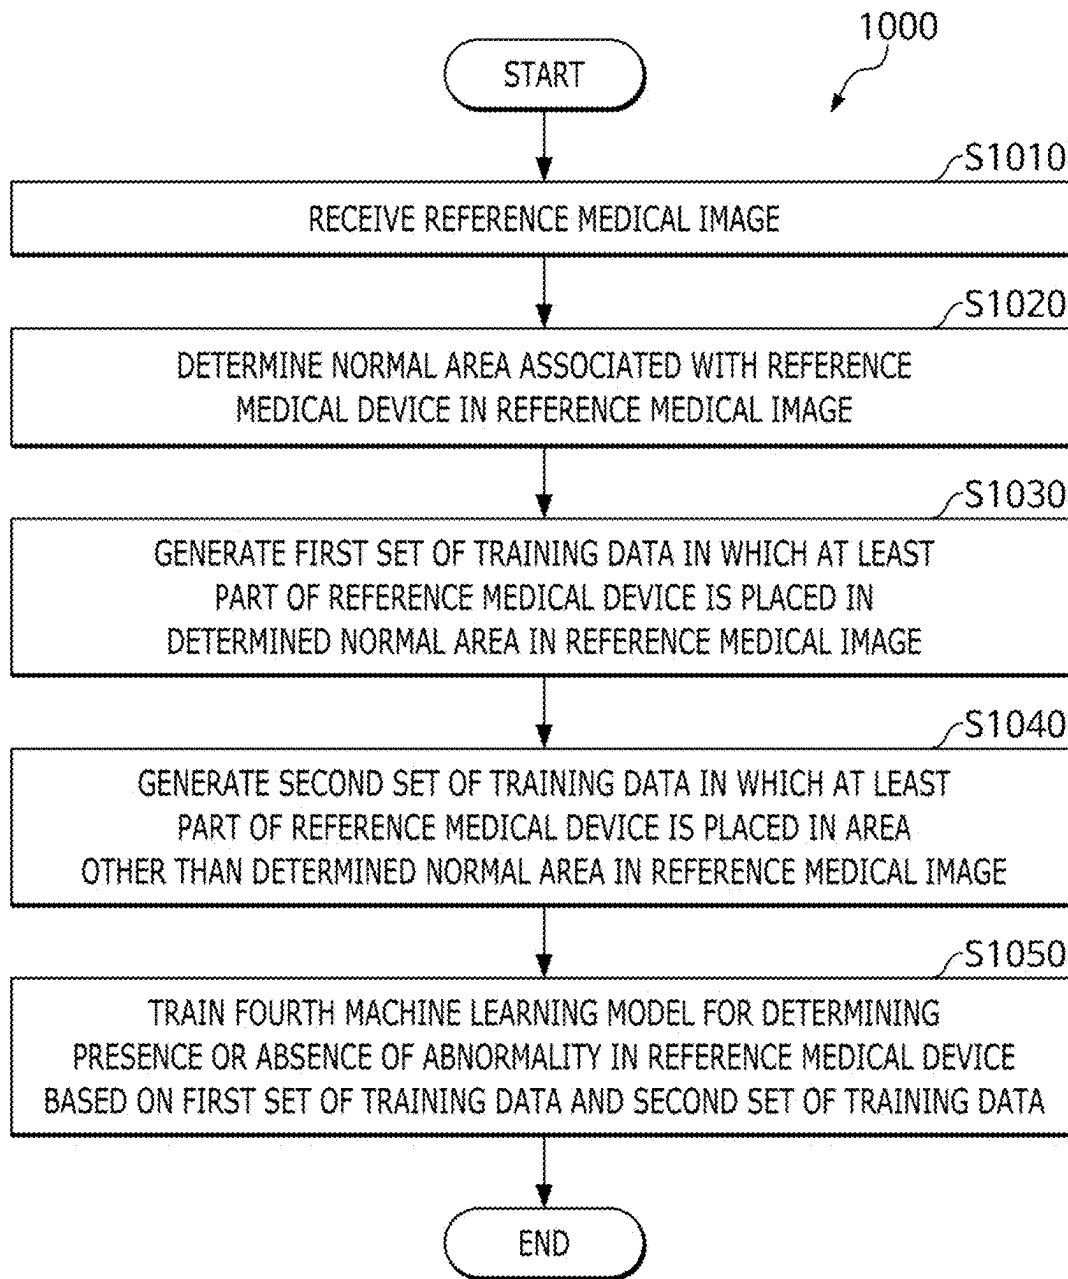 1000
START
S1010
RECEIVE REFERENCE MEDICAL IMAGE
S1020
DETERMINE NORMAL AREA ASSOCIATED WITH REFERENCE
MEDICAL DEVICE IN REFERENCE MEDICAL IMAGE
S1030
GENERATE FIRST SET OF TRAINING DATA IN WHICH AT LEAST
PART OF REFERENCE MEDICAL DEVICE IS PLACED IN
DETERMINED NORMAL AREA IN REFERENCE MEDICAL IMAGE
S1040
GENERATE SECOND SET OF TRAINING DATA IN WHICH AT LEAST
PART OF REFERENCE MEDICAL DEVICE IS PLACED IN AREA
OTHER THAN DETERMINED NORMAL AREA IN REFERENCE MEDICAL IMAGE
S1050
TRAIN FOURTH MACHINE LEARNING MODEL FOR DETERMINING
PRESENCE OR ABSENCE OF ABNORMALITY IN REFERENCE MEDICAL DEVICE
BASED ON FIRST SET OF TRAINING DATA AND SECOND SET OF TRAINING DATA
END